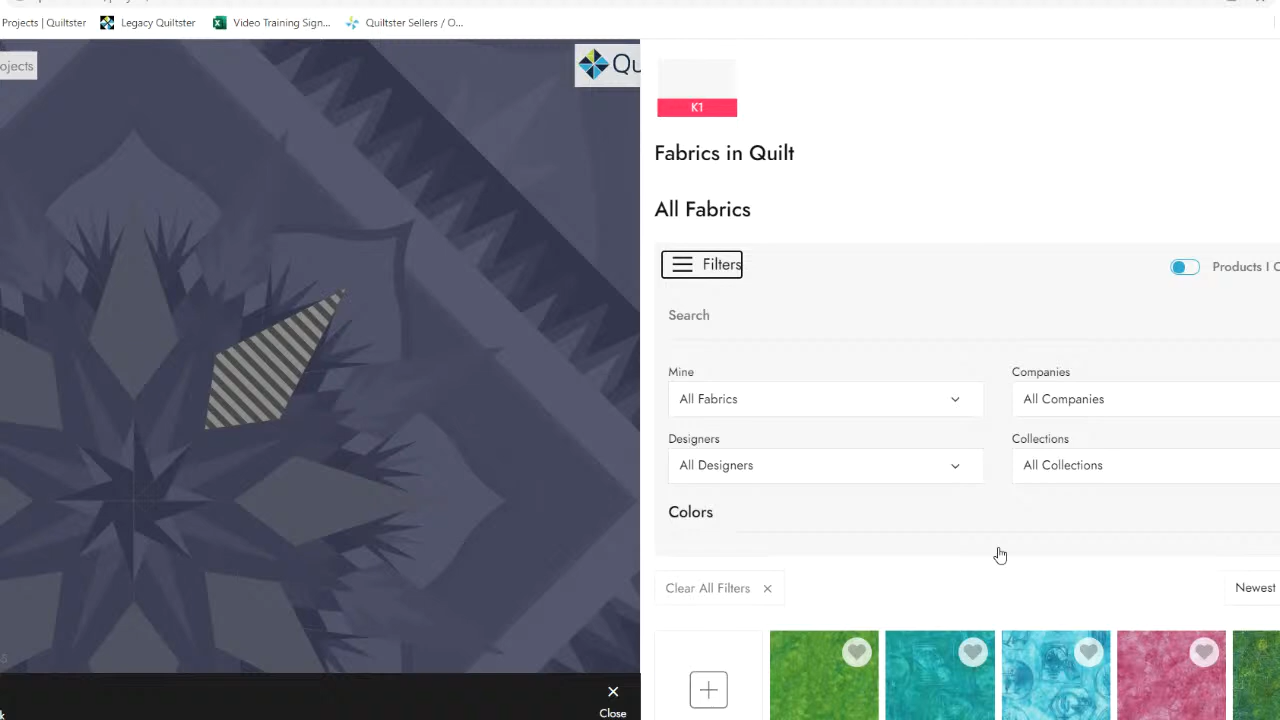 Projects | Quiltster Legacy Quiltster Video Training Sign... Quiltster Sellers / O...
ojects
Qu
K1
Fabrics in Quilt
All Fabrics
Filters
Products I C
Search
Mine
Companies
All Fabrics
All Companies
Designers
Collections
All Designers
All Collections
Colors
Clear All Filters
Newest
Close